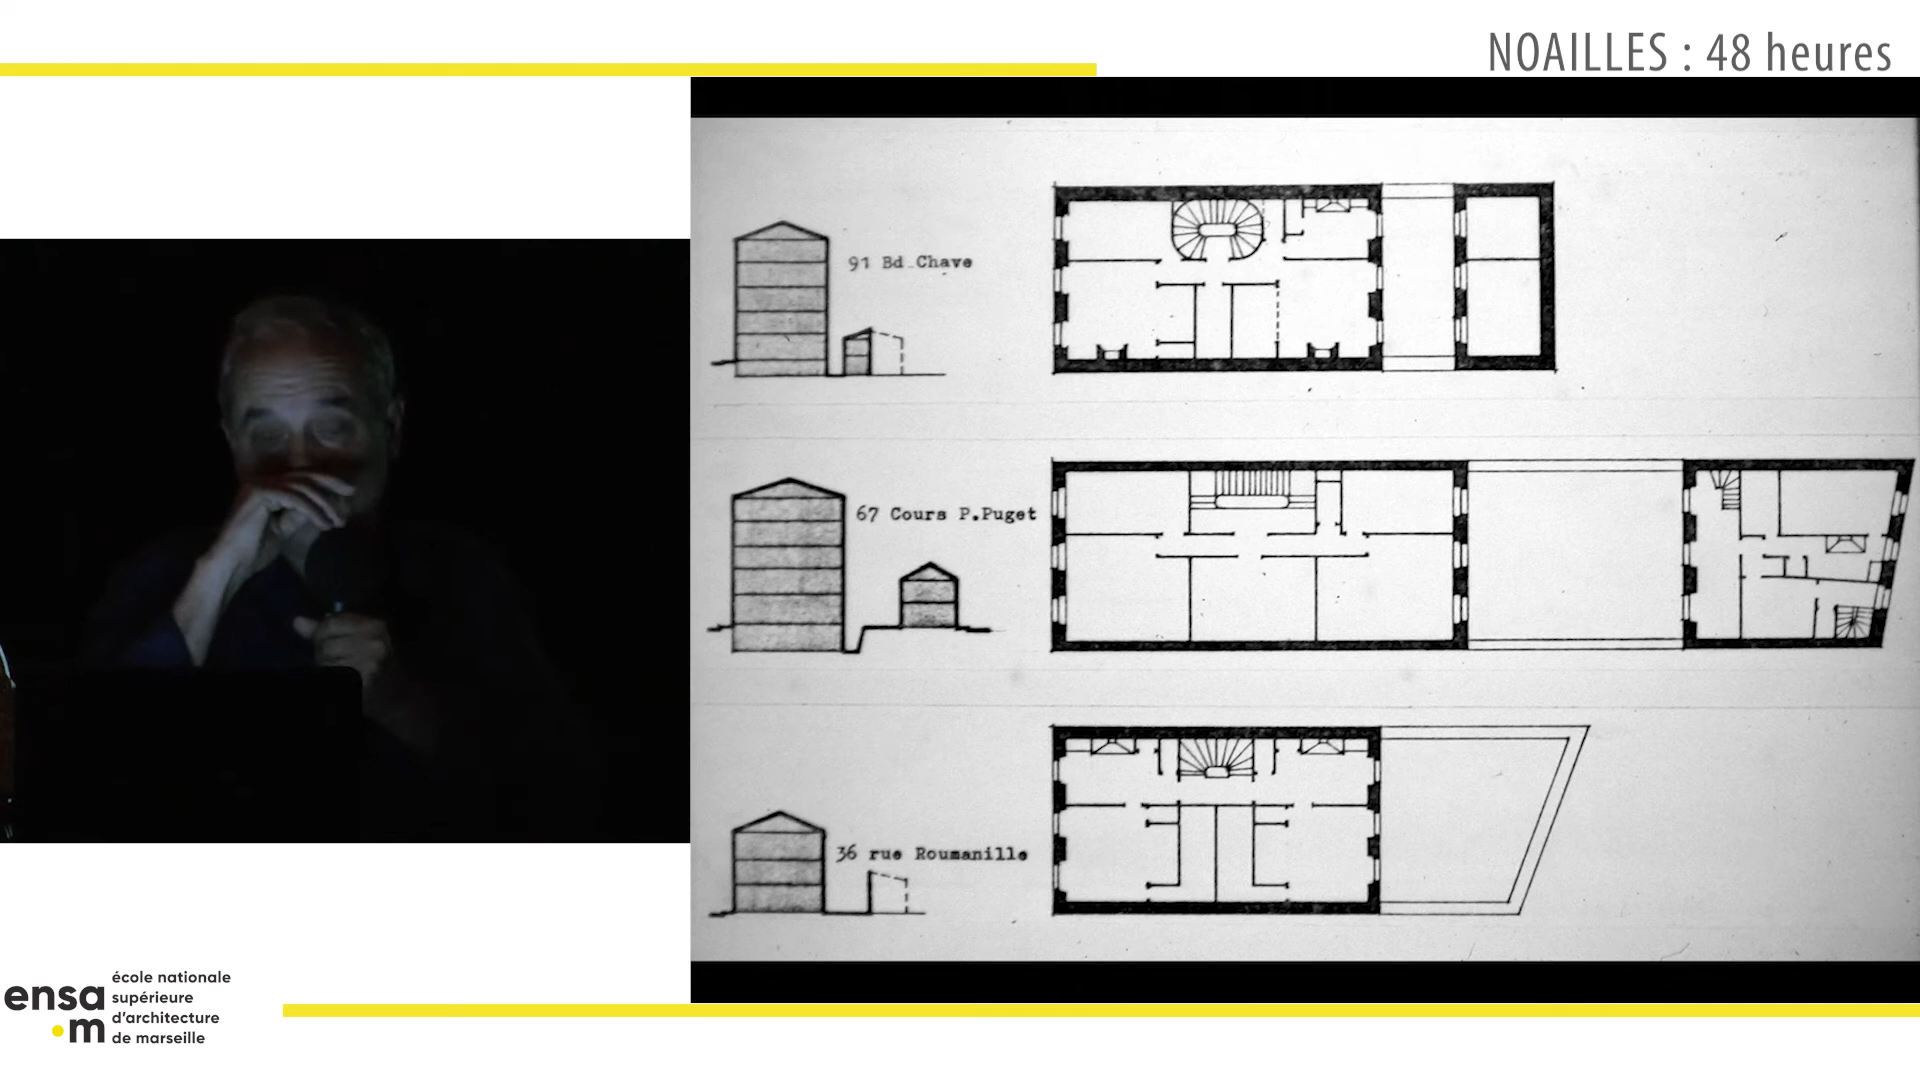 NOAILLES : 48 heures
91 Bd.Chave
67 Cours P.Puget
36 rue Roumanille
ensa
•m
école nationale
supérieure
d'architecture
de marseille